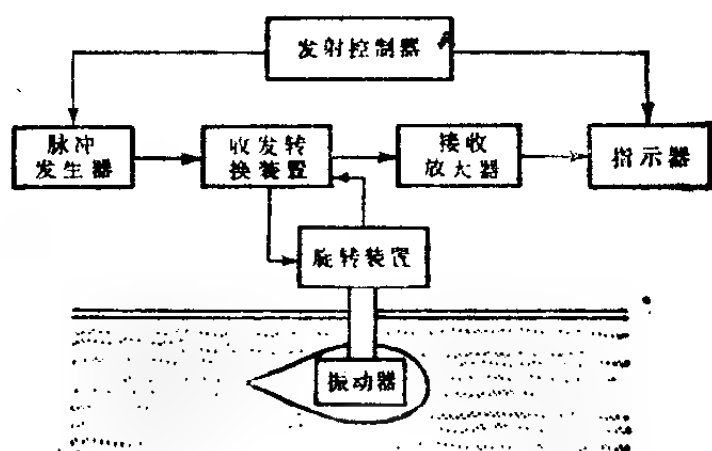 发射控制器
脉冲
发生器
收发转
换装置
接收
放大器
指示器
旋转装置
振动器